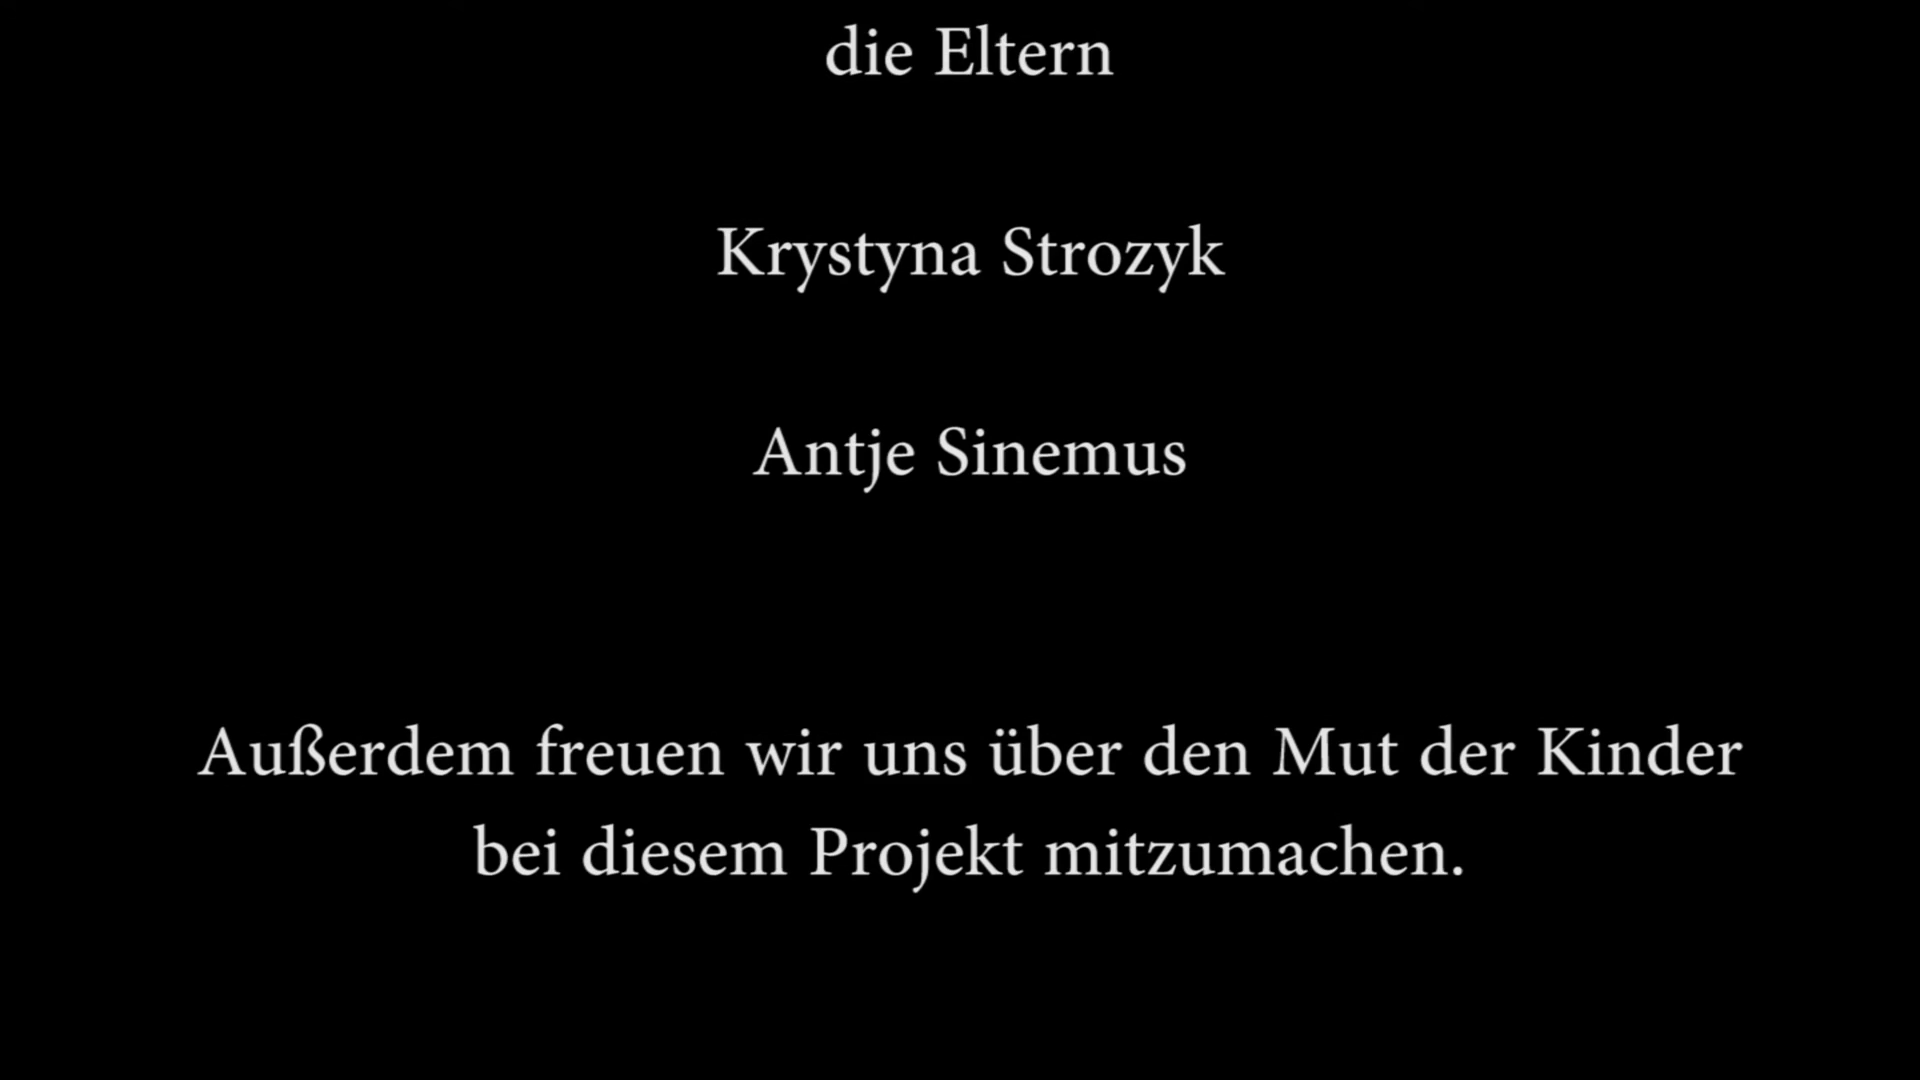 die Eltern
Krystyna Strozyk
Antje Sinemus
Außerdem freuen wir uns über den Mut der Kinder
bei diesem Projekt mitzumachen.